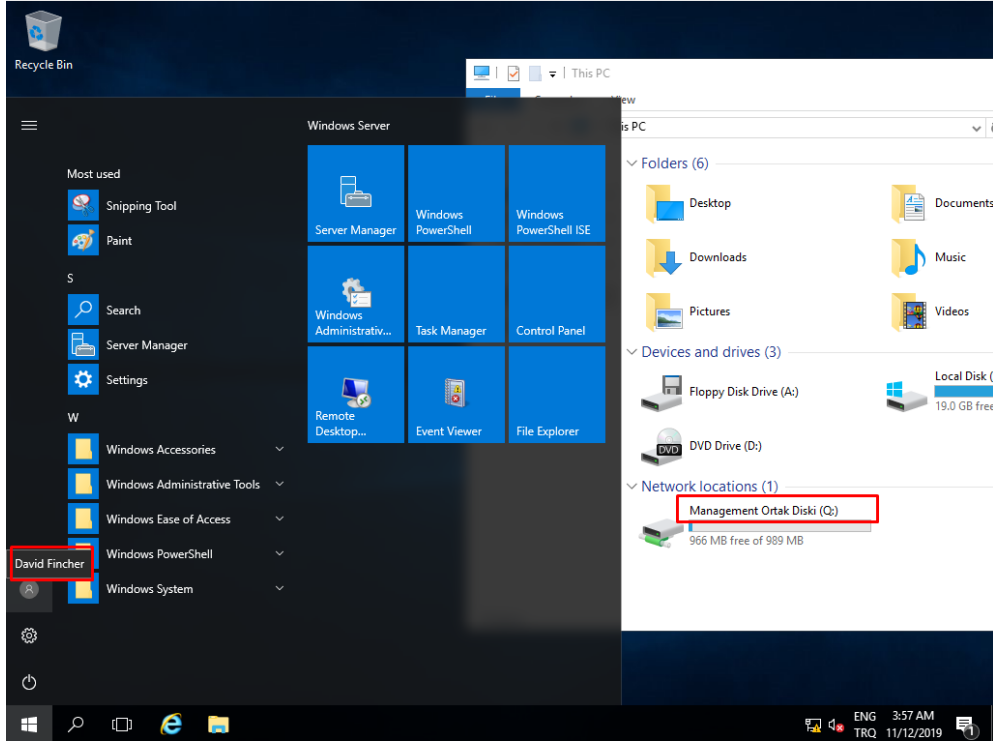 Recycle Bin
This PC
View
is PC
Windows Server
Most used
Snipping Tool
Paint
S
Search
Server Manager
Settings
W
Windows Accessories
Windows Administrative Tools
Windows Ease of Access
Windows PowerShell
Windows System
David Fincher
Server Manager
Windows
PowerShell
Windows
PowerShell ISE
Windows
Administrativ...
Task Manager
Control Panel
Remote
Desktop...
Event Viewer
File Explorer
Folders (6)
Desktop
Documents
Downloads
Music
Pictures
Videos
Devices and drives (3)
Floppy Disk Drive (A:)
Local Disk (
19.0 GB free
DVD
DVD Drive (D:)
Network locations (1)
Management Ortak Diski (Q:)
966 MB free of 989 MB
ENG
TRQ
3:57 AM
11/12/2019
1